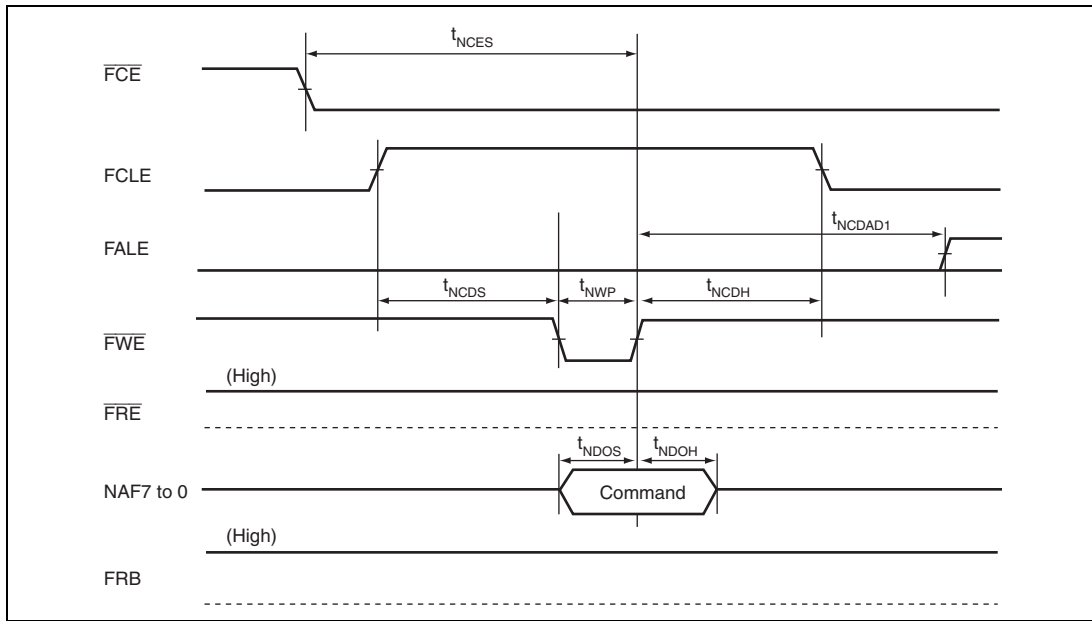 tNCES
FCE
FCLE
FALE
tNCDAD1
tNCDS tNWP tNCDH
FWE
(High)
FRE
tNDOS tNDOH
NAF7 to 0 Command
(High)
FRB